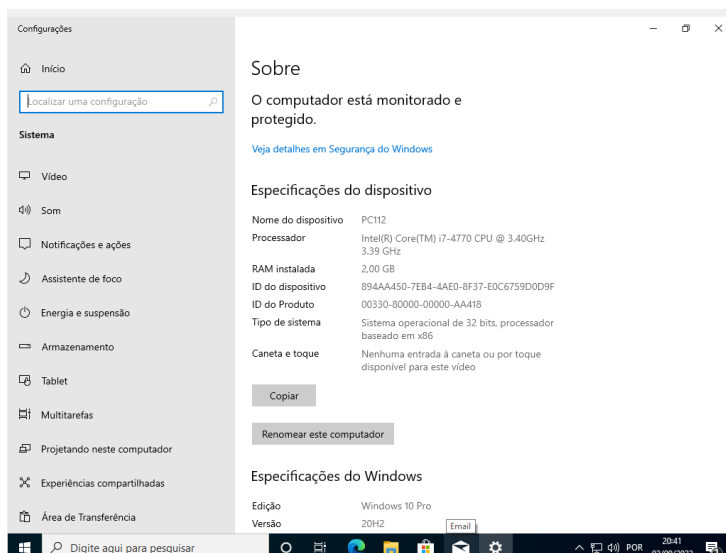 Configurações
Início
Localizar uma configuração
Sistema
Vídeo
Som
Notificações e ações
Assistente de foco
Energia e suspensão
Armazenamento
Tablet
Multitarefas
Projetando neste computador
Experiências compartilhadas
Área de Transferência
Sobre
O computador está monitorado e
protegido.
Veja detalhes em Segurança do Windows
Especificações do dispositivo
Nome do dispositivo PC112
Processador Intel(R) Core(TM) i7-4770 CPU @ 3.40GHz
3.39 GHz
RAM instalada 2,00 GB
ID do dispositivo 894AA450-7EB4-4AE0-8F37-E0C6759D0D9F
ID do Produto 00330-80000-00000-AA418
Tipo de sistema Sistema operacional de 32 bits, processador
baseado em x86
Caneta e toque Nenhuma entrada à caneta ou por toque
disponível para este vídeo
Copiar
Renomear este computador
Especificações do Windows
Edição Windows 10 Pro
Versão 20H2
Email
Digite aqui para pesquisar
POR
20:41